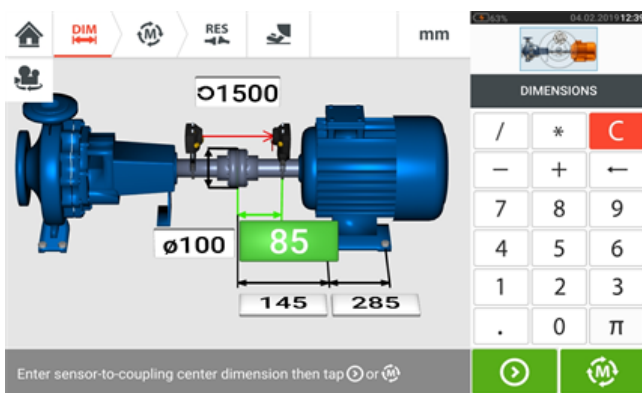 DIM
M
RES
mm
63%
04.02.2019 12:39
DIMENSIONS
1500
ø100
85
145
285
/
*
C
−
+
←
7
8
9
4
5
6
1
2
3
.
0
π
Enter sensor-to-coupling center dimension then tap or M
M